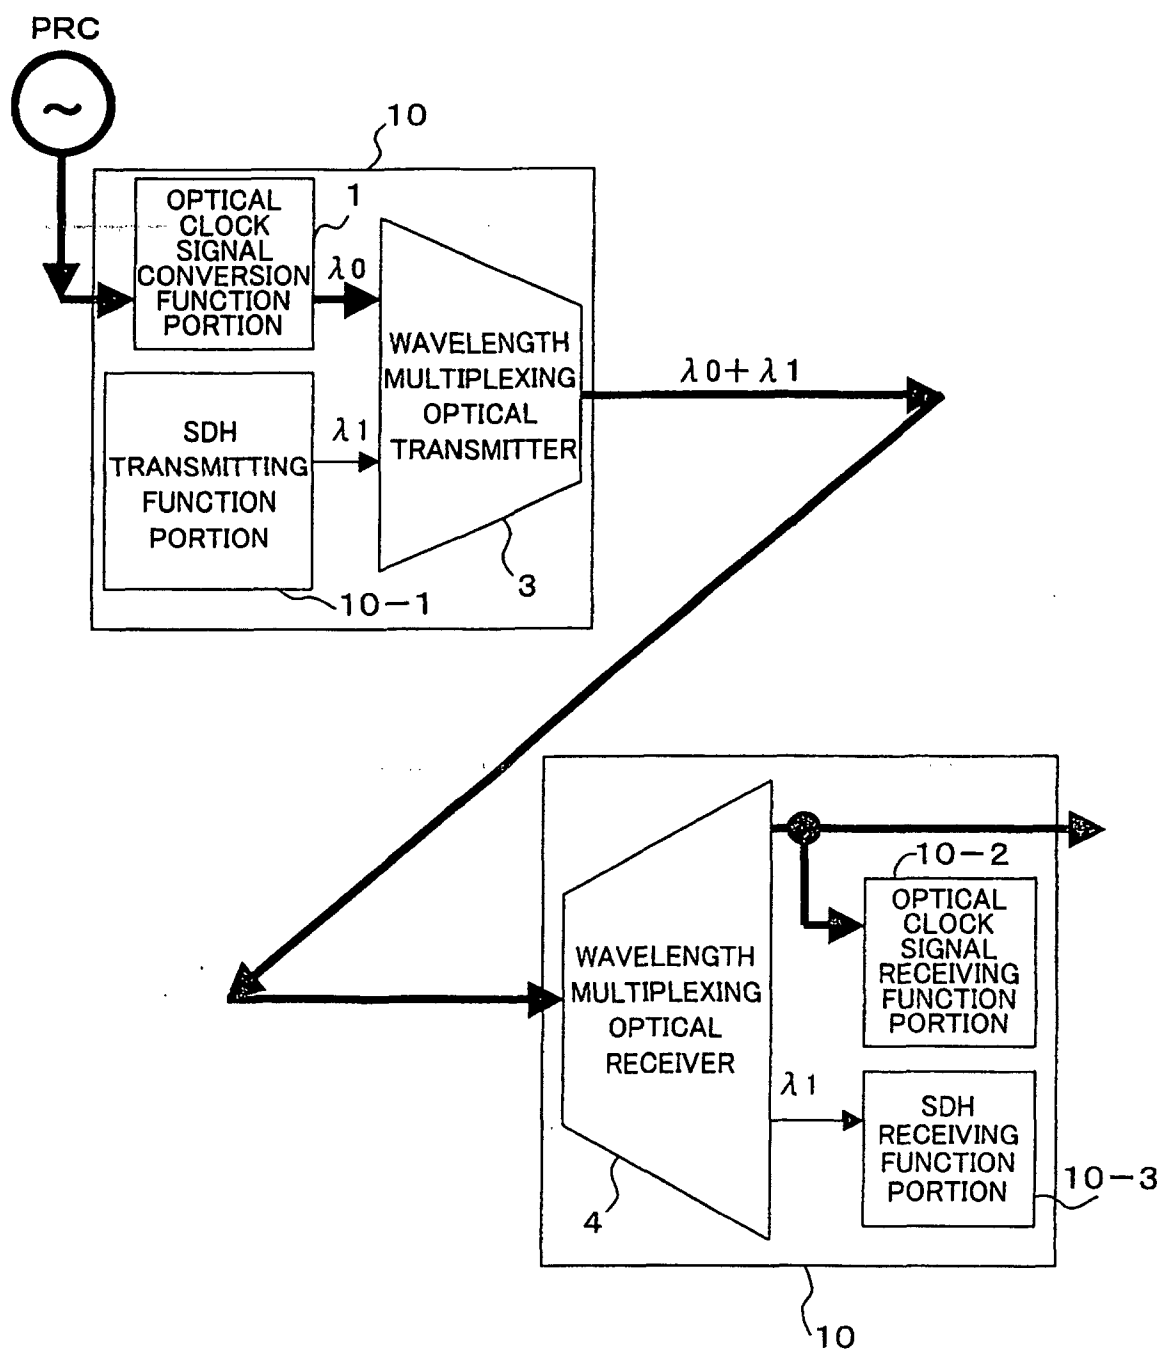 PRC
10
OPTICAL
CLOCK
SIGNAL
CONVERSION
FUNCTION
PORTION
1
λ0
WAVELENGTH
MULTIPLEXING
OPTICAL
TRANSMITTER
λ0+λ1
SDH
TRANSMITTING
FUNCTION
PORTION
λ1
3
10-1
10-2
OPTICAL
CLOCK
SIGNAL
RECEIVING
FUNCTION
PORTION
WAVELENGTH
MULTIPLEXING
OPTICAL
RECEIVER
λ1
SDH
RECEIVING
FUNCTION
PORTION
10-3
4
10